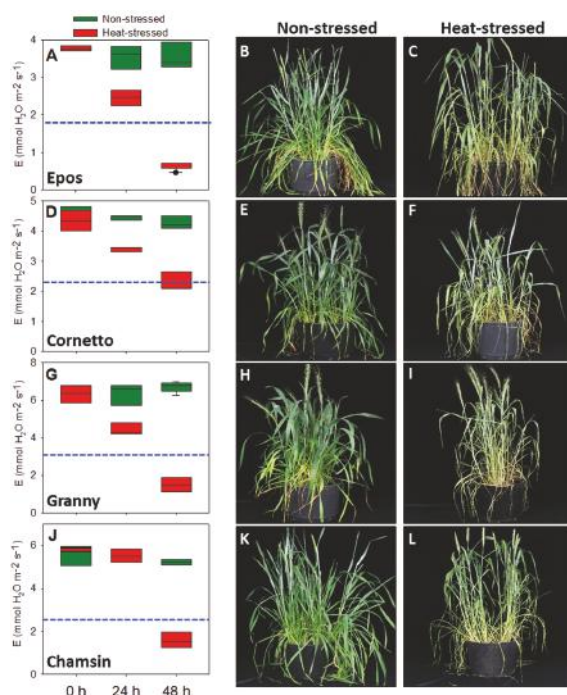 Non-stressed
Heat-stressed
Non-stressed
Heat-stressed
A
4
3
2
1
0
E (mmol H₂O m-2 s-1)
Epos
B
C
D
5
4
3
2
1
0
E (mmol H₂O m-2 s-1)
Cornetto
E
F
G
8
6
4
2
0
E (mmol H₂O m-2 s-1)
Granny
H
I
J
6
4
2
0
E (mmol H₂O m-2 s-1)
Chamsin
K
L
0 h
24 h
48 h